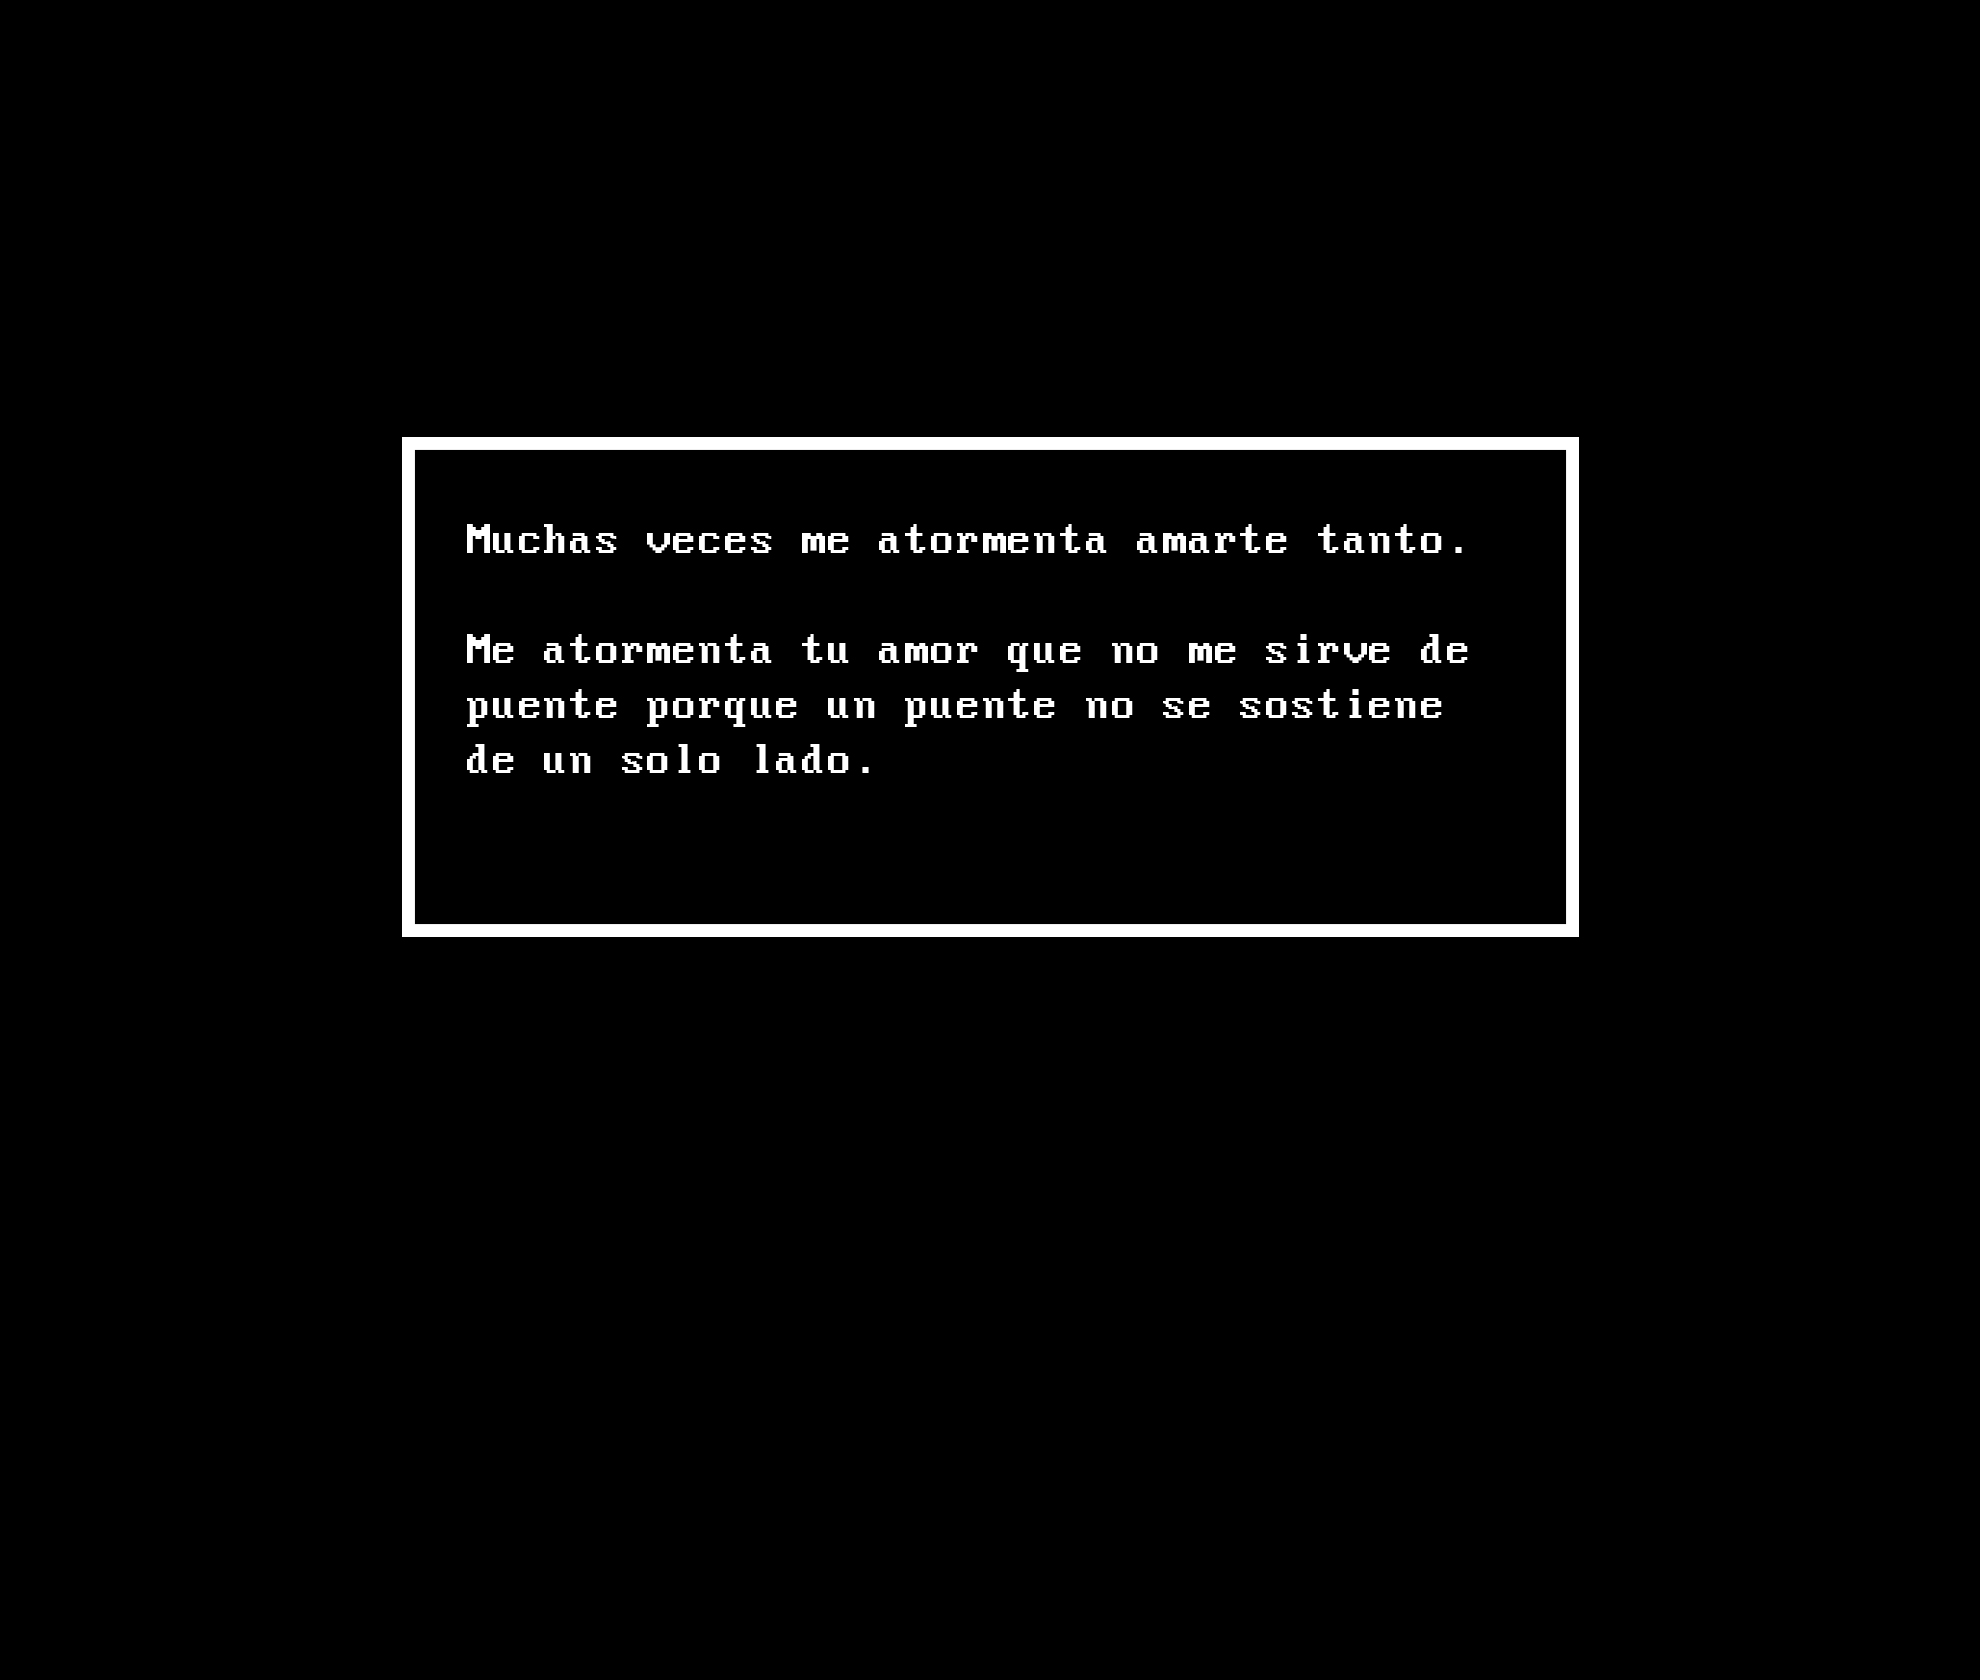 Muchas veces me atormenta amarte tanto.
Me atormenta tu amor que no me sirve de
puente porque un puente no se sostiene
de un solo lado.